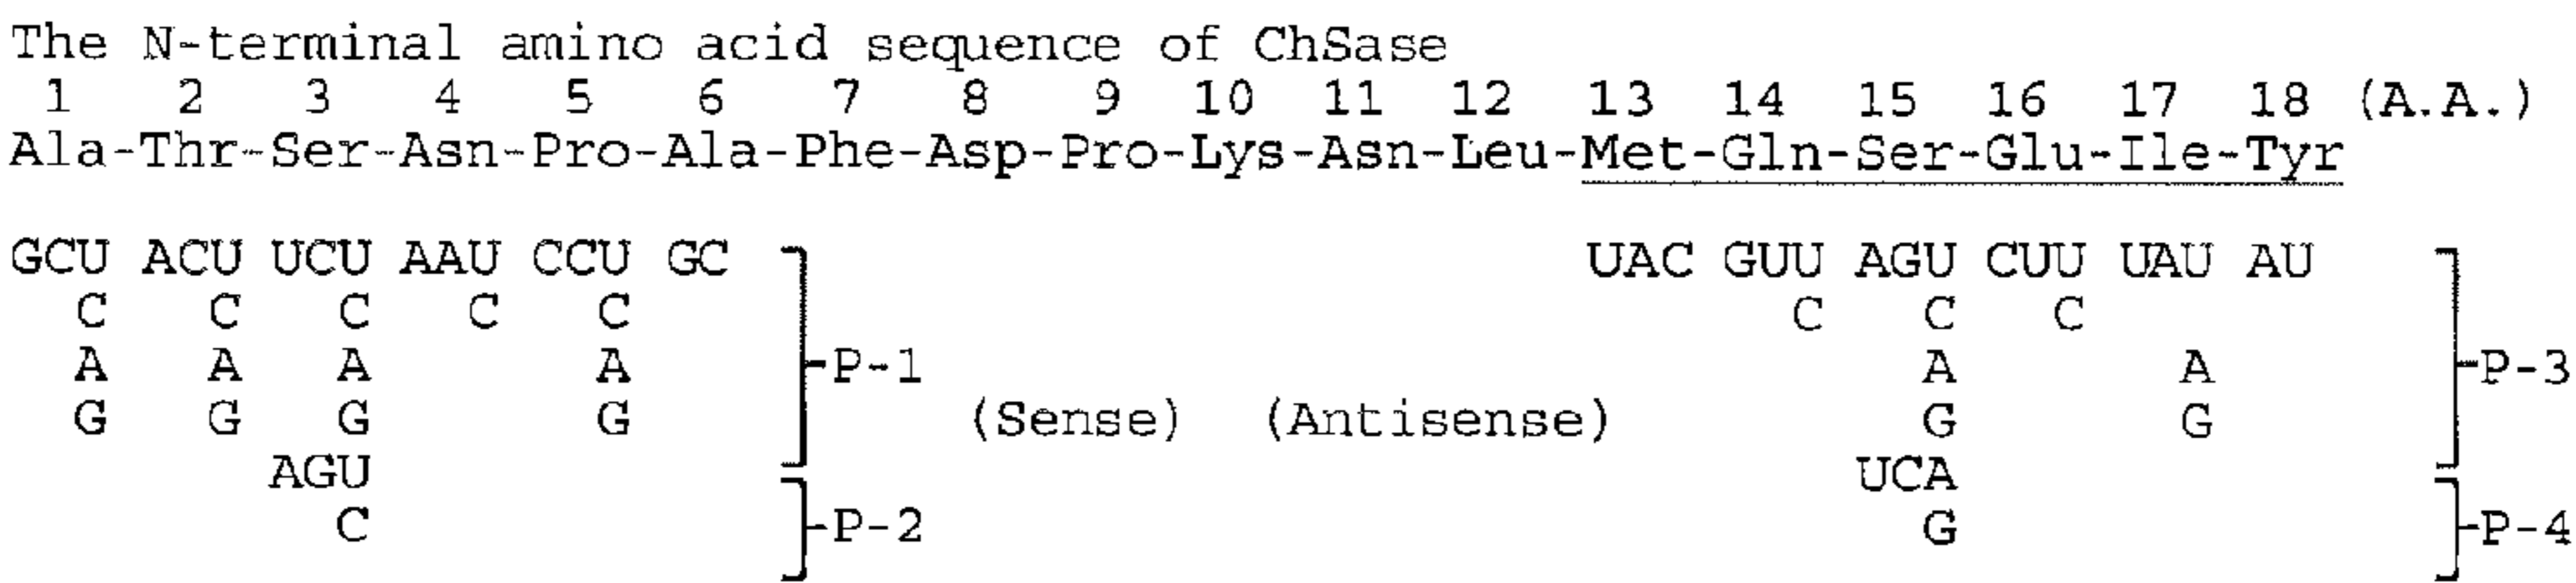 The N-terminal amino acid sequence of ChSase
1 2 3 4 5 6 7 8 9 10 11 12 13 14 15 16 17 18 (A.A.)
Ala-Thr-Ser-Asn-Pro-Ala-Phe-Asp-Pro-Lys-Asn-Leu-Met-Gln-Ser-Glu-Ile-Tyr
GCU ACU UCU AAU CCU GC UAC GUU AGU CUU UAU AU
C C C C C C C C
A A A A P-1 A A P-3
G G G G (Sense) (Antisense) G G
AGU UCA
C P-2 G P-4